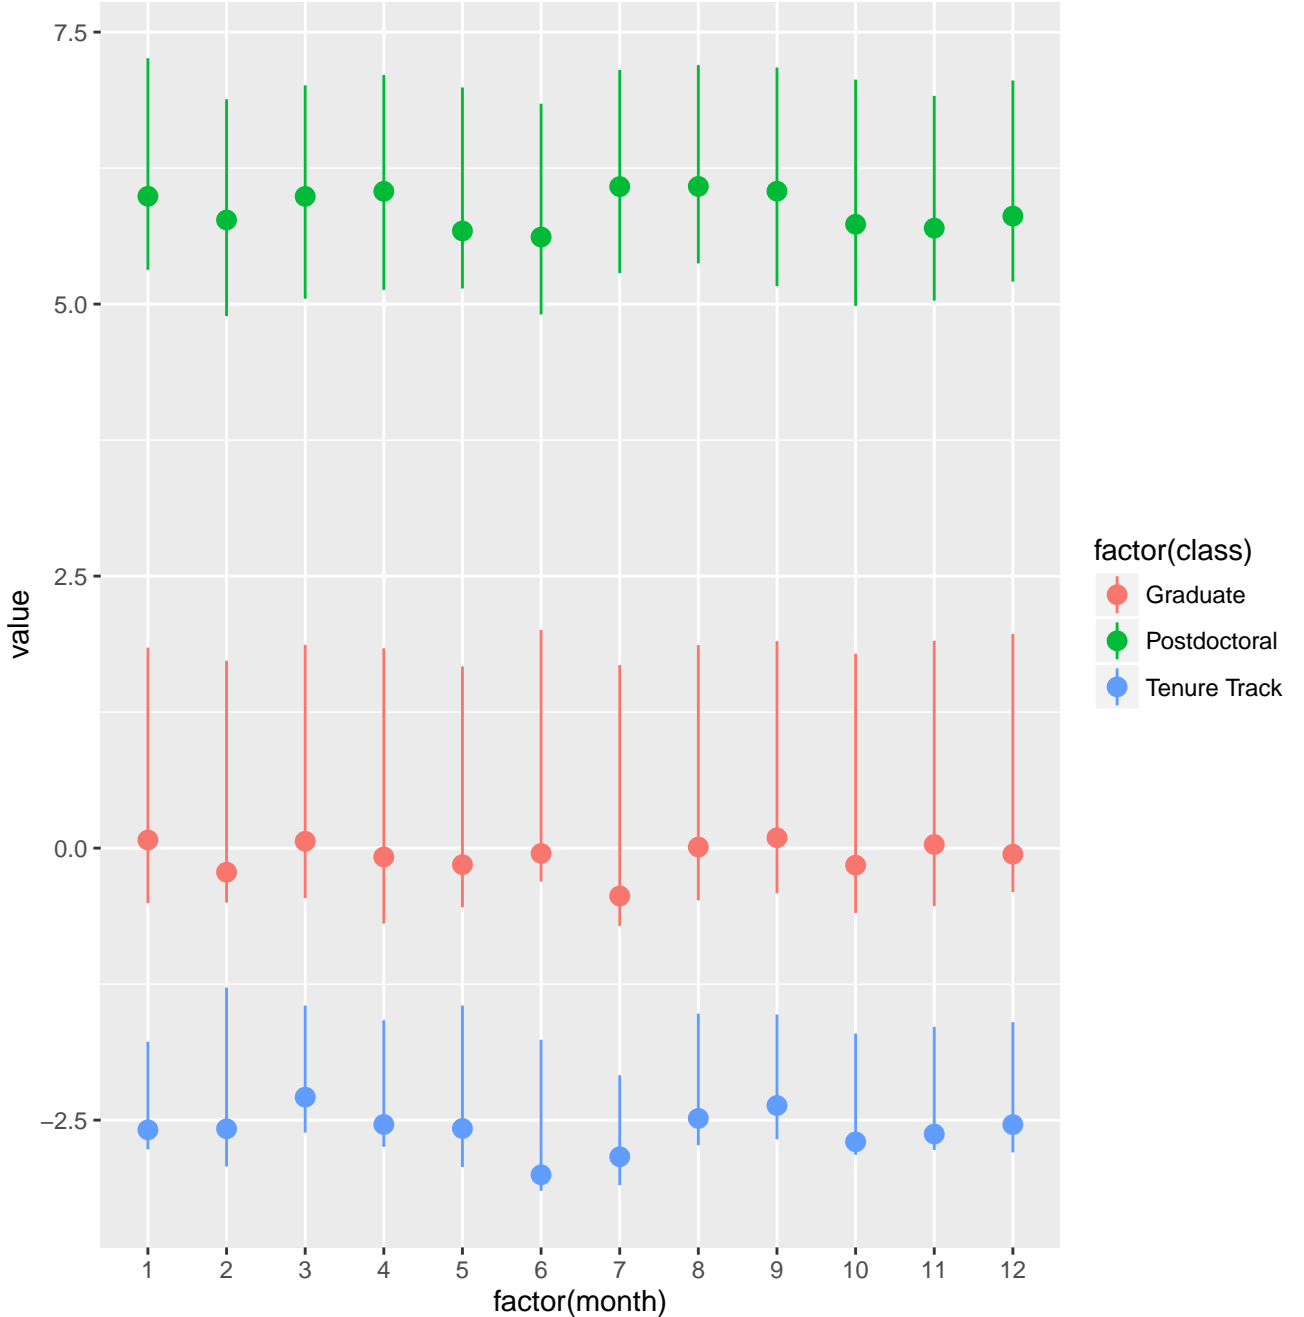 7.5
5.0
2.5
0.0
−2.5
value
1 2 3 4 5 6 7 8 9 10 11 12
factor(month)
factor(class)
Graduate
Postdoctoral
Tenure Track